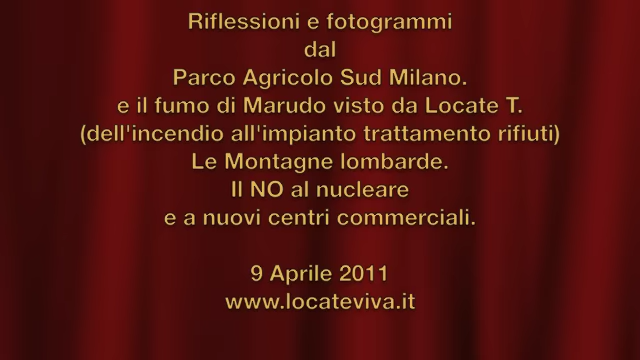 Riflessioni e fotogrammi
dal
Parco Agricolo Sud Milano.
e il fumo di Marudo visto da Locate T.
(dell'incendio all'impianto trattamento rifiuti)
Le Montagne lombarde.
Il NO al nucleare
e a nuovi centri commerciali.
9 Aprile 2011
www.locateviva.it